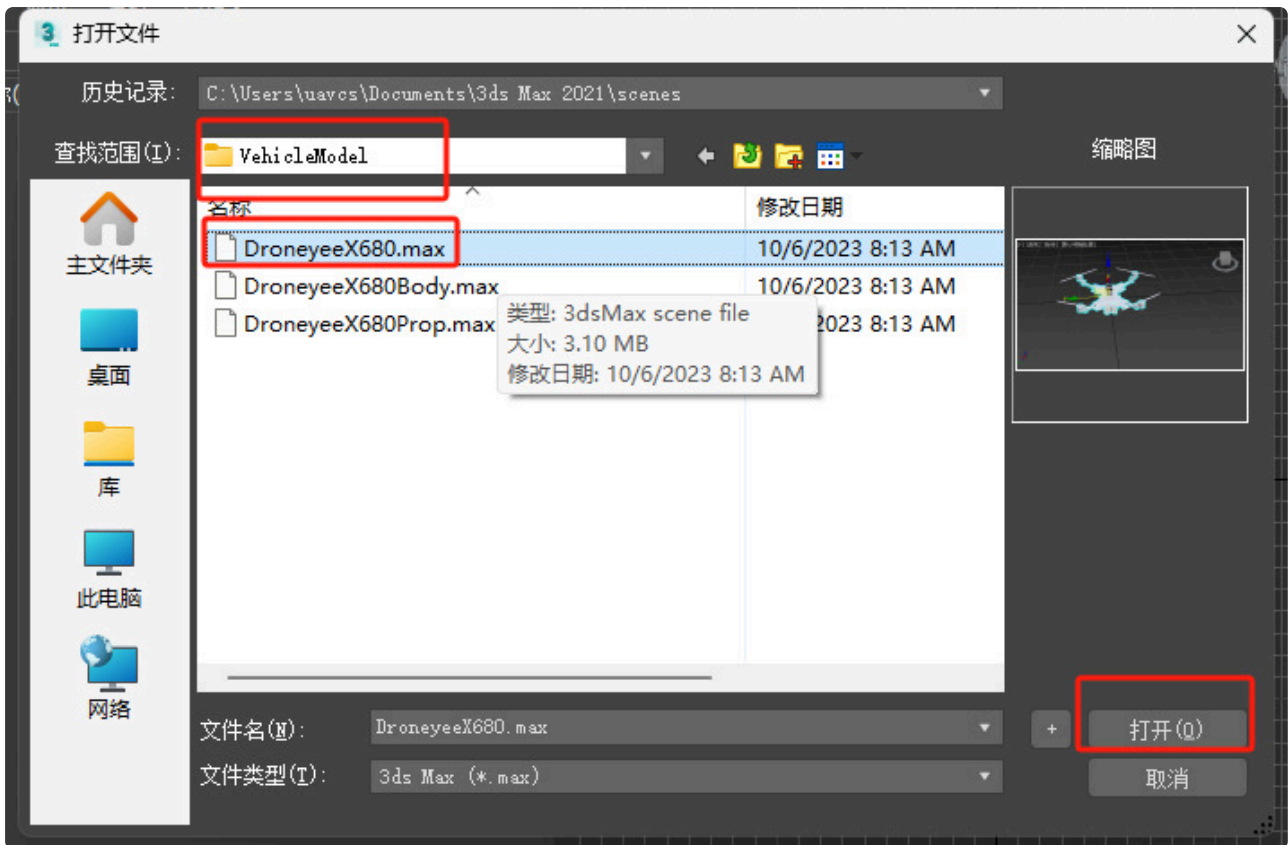 打开文件
历史记录:
C:\Users\uavcs\Documents\3ds Max 2021\scenes
查找范围(I):
VehicleModel
缩略图
名称
修改日期
DroneyeeX680.max
10/6/2023 8:13 AM
DroneyeeX680Body.max
10/6/2023 8:13 AM
DroneyeeX680Prop.max
2023 8:13 AM
类型: 3dsMax scene file
大小: 3.10 MB
修改日期: 10/6/2023 8:13 AM
主文件夹
桌面
库
此电脑
网络
文件名(N):
DroneyeeX680.max
+
打开(O)
文件类型(T):
3ds Max (*.max)
取消